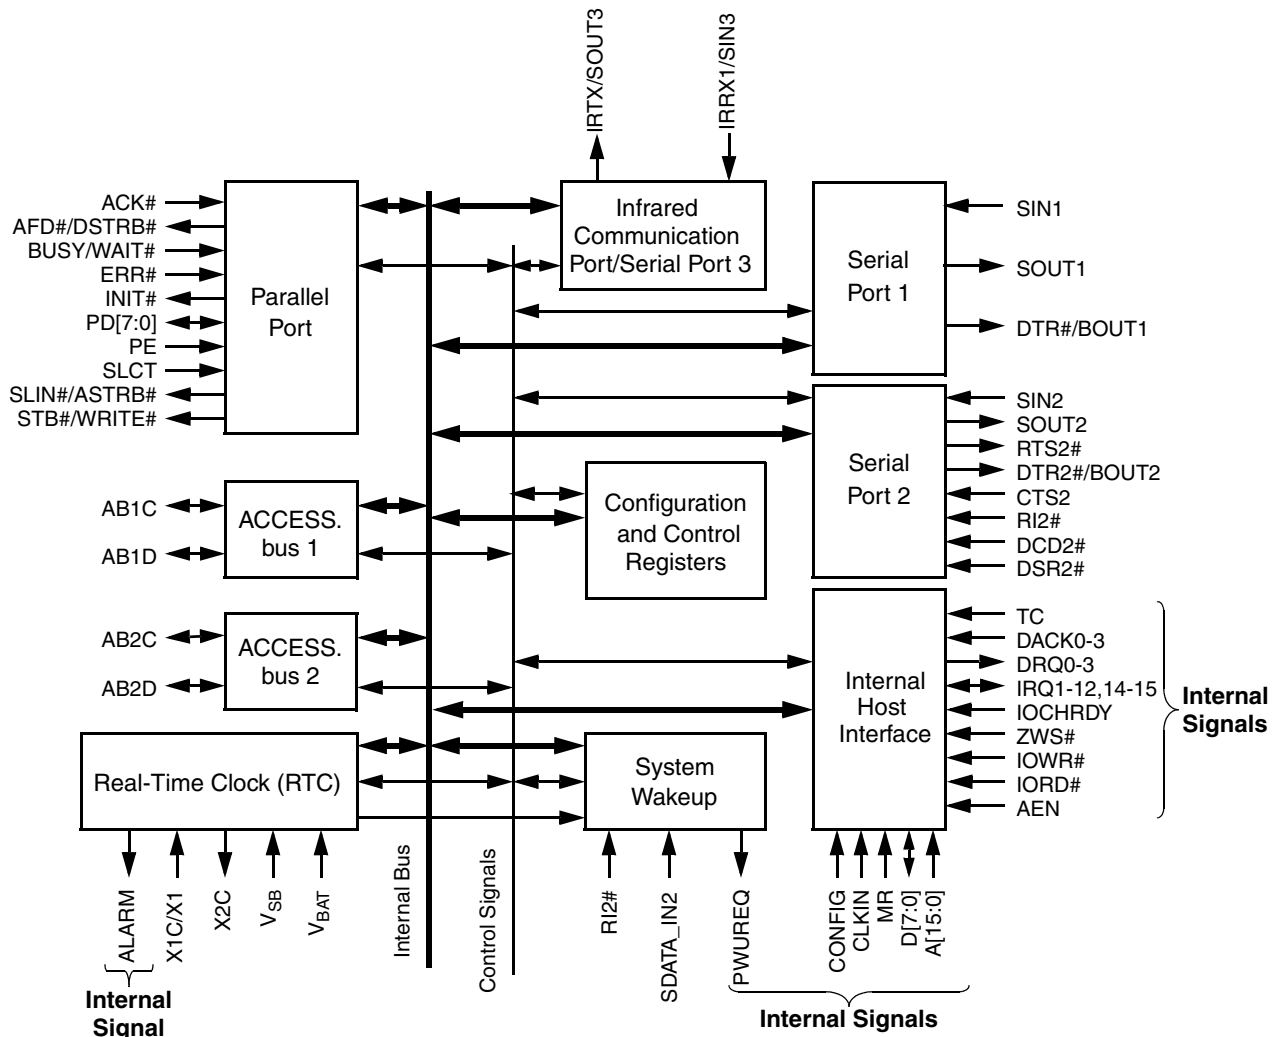 IRTX/SOUT3
IRRX1/SIN3
ACK#
AFD#/DSTRB#
BUSY/WAIT#
ERR#
INIT#
PD[7:0]
PE
SLCT
SLIN#/ASTRB#
STB#/WRITE#
Parallel
Port
Infrared
Communication
Port/Serial Port 3
Serial
Port 1
SIN1
SOUT1
DTR#/BOUT1
Serial
Port 2
SIN2
SOUT2
RTS2#
DTR2#/BOUT2
CTS2
RI2#
DCD2#
DSR2#
AB1C
AB1D
ACCESS.
bus 1
Configuration
and Control
Registers
AB2C
AB2D
ACCESS.
bus 2
Internal
Host
Interface
TC
DACK0-3
DRQ0-3
IRQ1-12,14-15
IOCHRDY
ZWS#
IOWR#
IORD#
AEN
Internal
Signals
Real-Time Clock (RTC)
System
Wakeup
ALARM
X1C/X1
X2C
VSB
VBAT
Internal Bus
Control Signals
RI2#
SDATA_IN2
PWUREQ
CONFIG
CLKIN
MR
D[7:0]
A[15:0]
Internal
Signal
Internal Signals